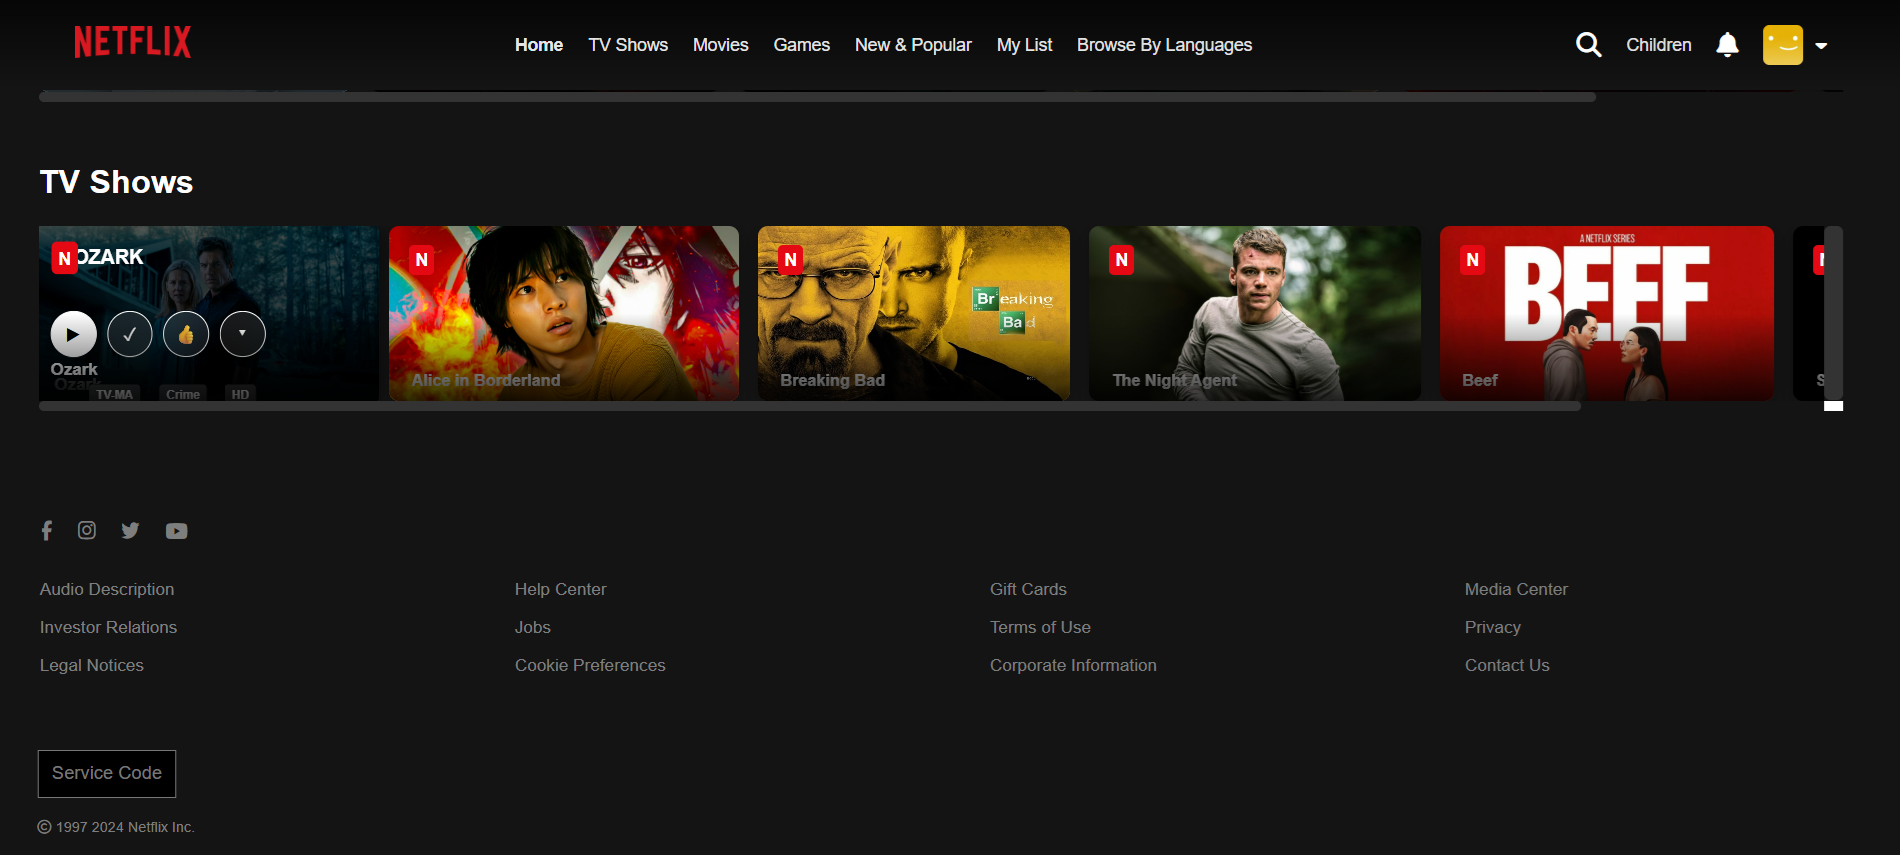 NETFLIX
Home TV Shows Movies Games New & Popular My List Browse By Languages
Children
TV Shows
N OZARK
N
N
N
N
A NETFLIX SERIES
BEEF
Breaking
Bad
Ozark
Ozark
TV-MA Crime HD
Alice in Borderland
Breaking Bad
The Night Agent
Beef
S
Audio Description Help Center Gift Cards Media Center
Investor Relations Jobs Terms of Use Privacy
Legal Notices Cookie Preferences Corporate Information Contact Us
Service Code
© 1997 2024 Netflix Inc.